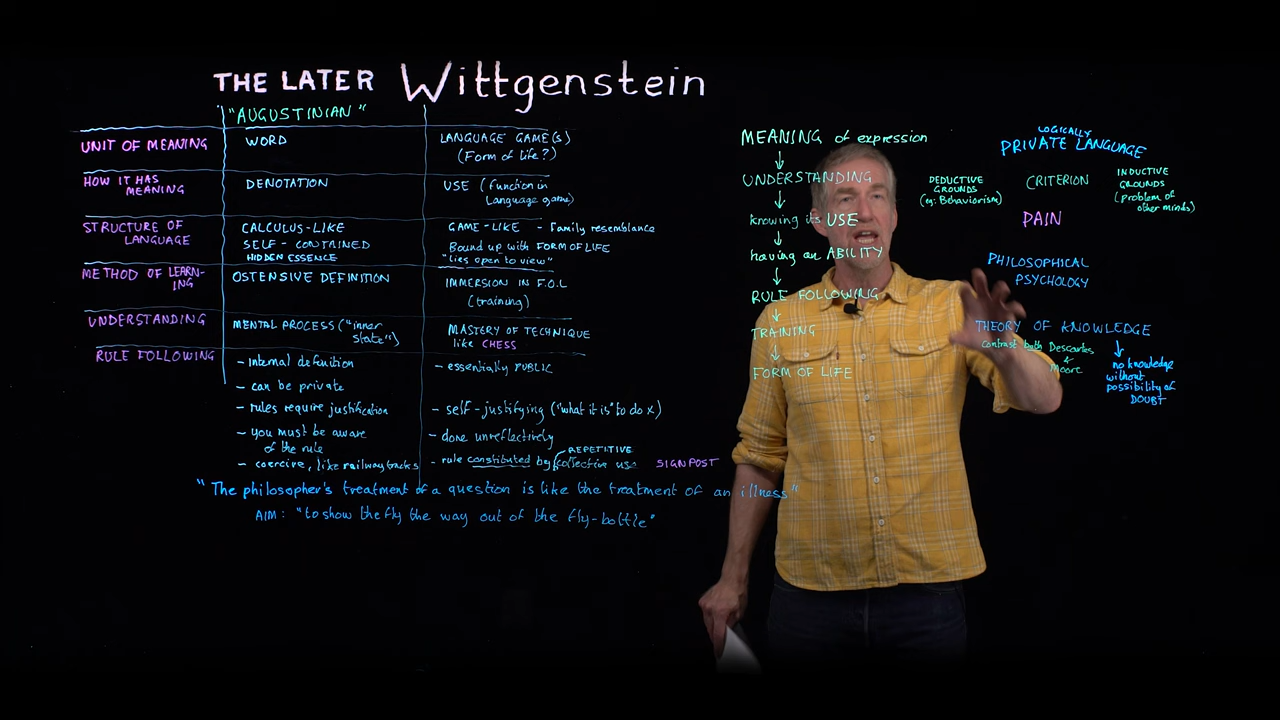 THE LATER Wittgenstein
"AUGUSTINIAN"
UNIT OF MEANING
WORD
LANGUAGE GAME(S)
(Form of life?)
HOW IT HAS
MEANING
DENOTATION
USE (function in
Language game)
STRUCTURE OF
LANGUAGE
CALCULUS-LIKE
SELF-CONTAINED
HIDDEN ESSENCE
GAME-LIKE - Family resemblance
Bound up with FORM OF LIFE
"lies open to view"
METHOD OF LEARN-
ING
OSTENSIVE DEFINITION
IMMERSION IN F.O.L
(training)
UNDERSTANDING
MENTAL PROCESS ("inner
state")
MASTERY OF TECHNIQUE
like CHESS
RULE FOLLOWING
- internal definition
- essentially PUBLIC
- can be private
- rules require justification
- self-justifying ("what it is" to do x)
- you must be aware
of the rule
- done unreflectively
- coercive, like railway tracks
REPETITIVE
- rule constituted by collective use
SIGNPOST
"The philosopher's treatment of a question is like the treatment of an illness"
AIM: "to show the fly the way out of the fly-bottle"
MEANING of expression
UNDERSTANDING
knowing its USE
having an ABILITY
RULE FOLLOWING
TRAINING
FORM OF LIFE
LOGICALLY
PRIVATE LANGUAGE
DEDUCTIVE
GROUNDS
(eg: Behaviorism)
CRITERION
INDUCTIVE
GROUNDS
(problem of
other minds)
PAIN
PHILOSOPHICAL
PSYCHOLOGY
THEORY OF KNOWLEDGE
contrast both Descartes
+
Moore
no knowledge
without
possibility of
DOUBT